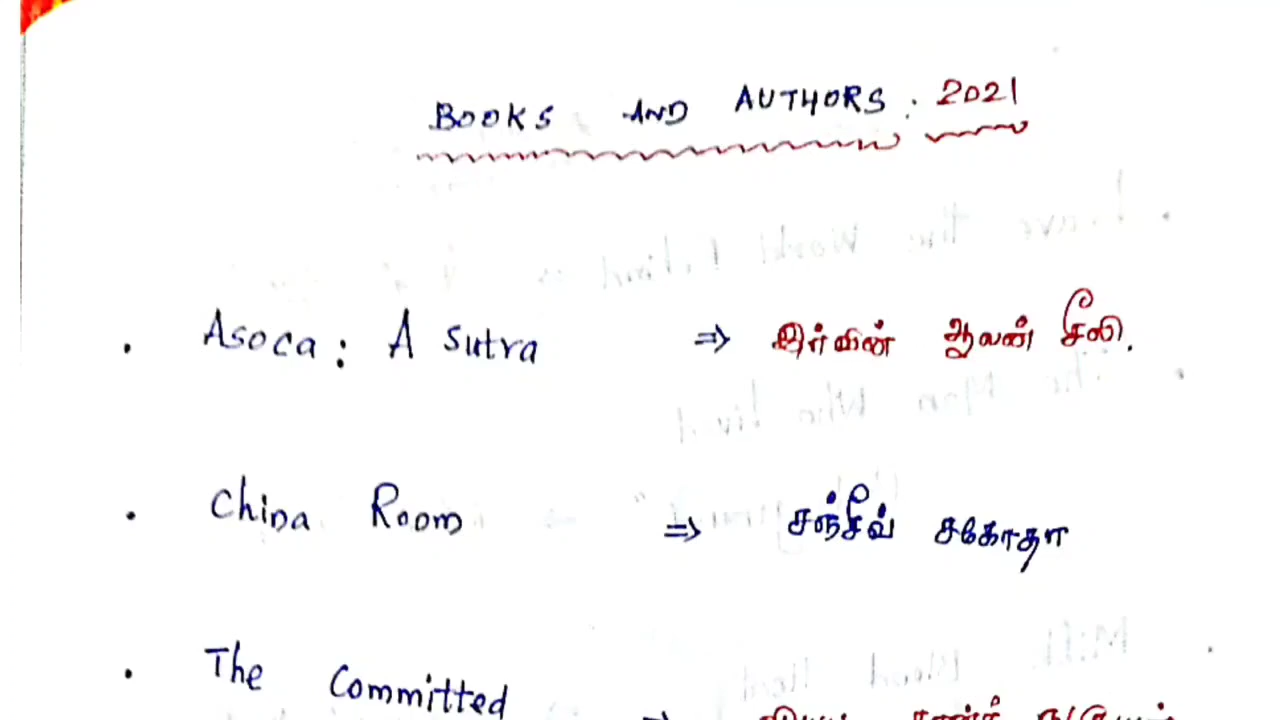 BOOKS AND AUTHORS. 2021
. Asoca: A Sutra ⇒ இர்வின் ஆலன் சீலி.
. China Room ⇒ சஞ்சீவ் சகோதா
. The Committed ⇒